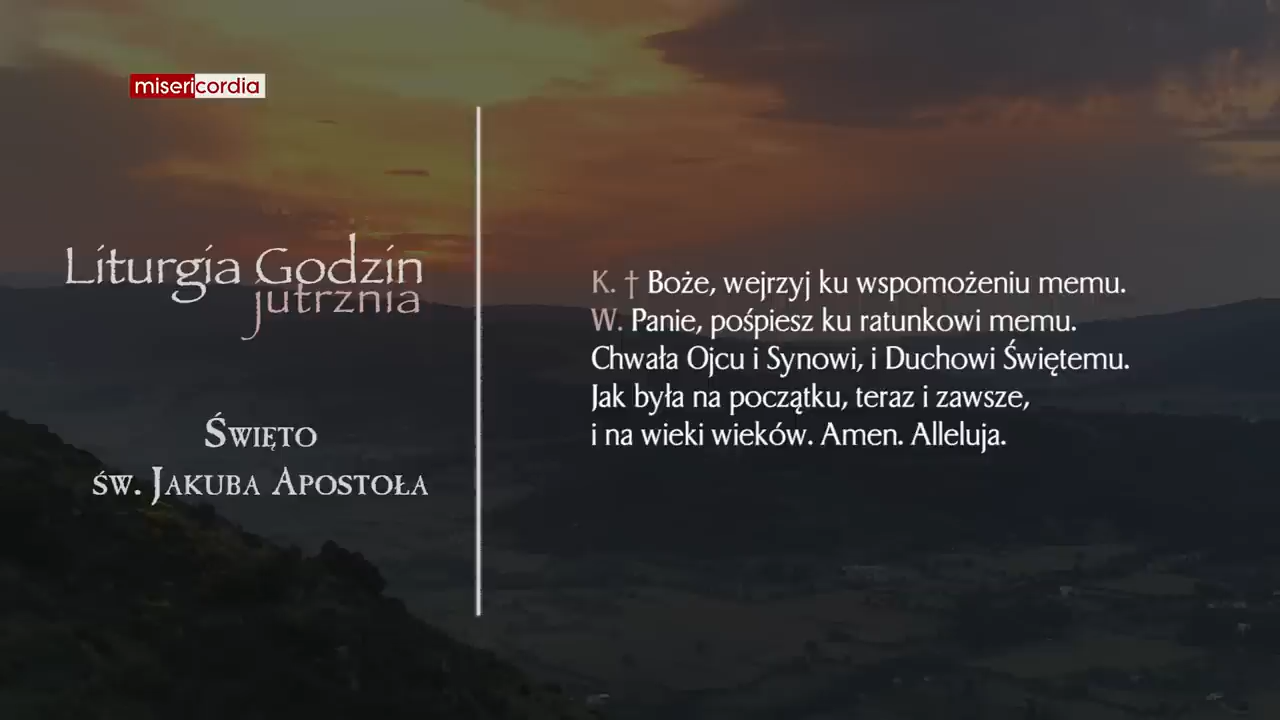 misericordia
Liturgia Godzin
jutrznia
Święto
św. Jakuba Apostoła
K. † Boże, wejrzyj ku wspomożeniu memu.
W. Panie, pośpiesz ku ratunkowi memu.
Chwała Ojcu i Synowi, i Duchowi Świętemu.
Jak była na początku, teraz i zawsze,
i na wieki wieków. Amen. Alleluja.